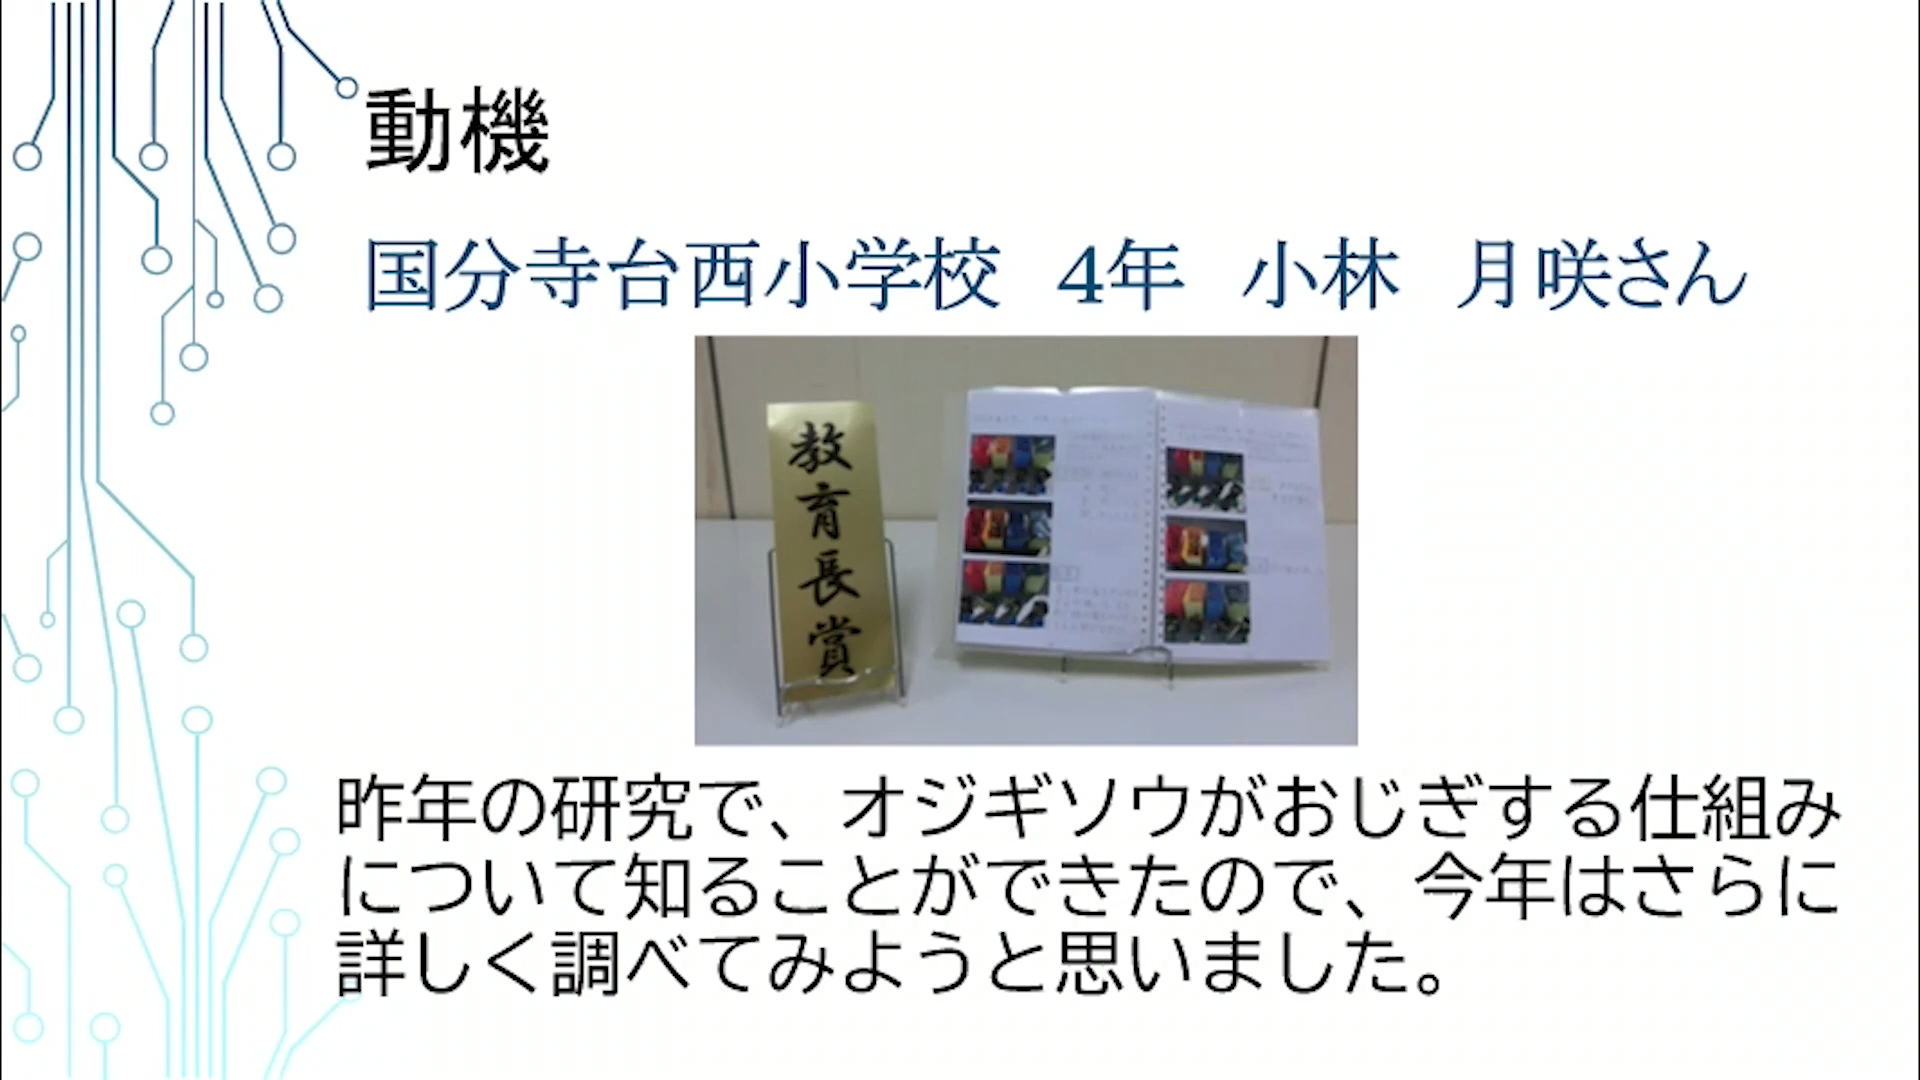 動機
国分寺台西小学校　4年　小林　月咲さん
教育長賞
昨年の研究で、オジギソウがおじぎする仕組み
について知ることができたので、今年はさらに
詳しく調べてみようと思いました。